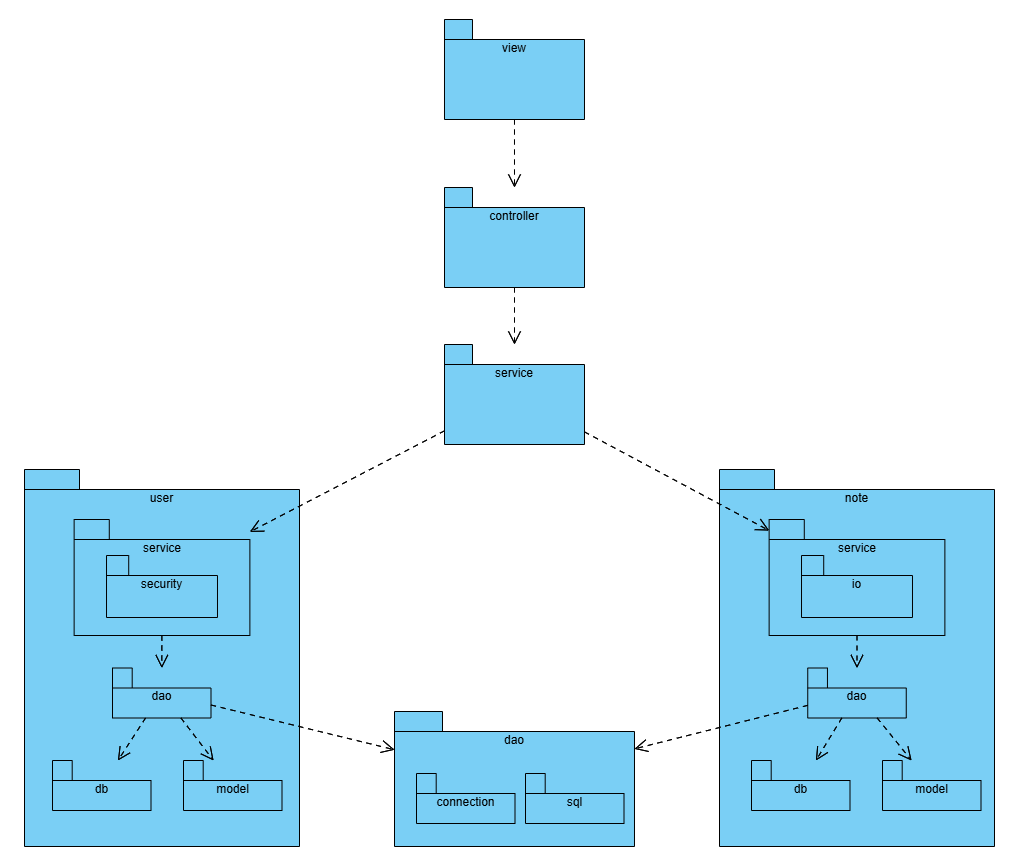 view
controller
service
user
service
security
dao
db
model
dao
connection
sql
note
service
io
dao
db
model